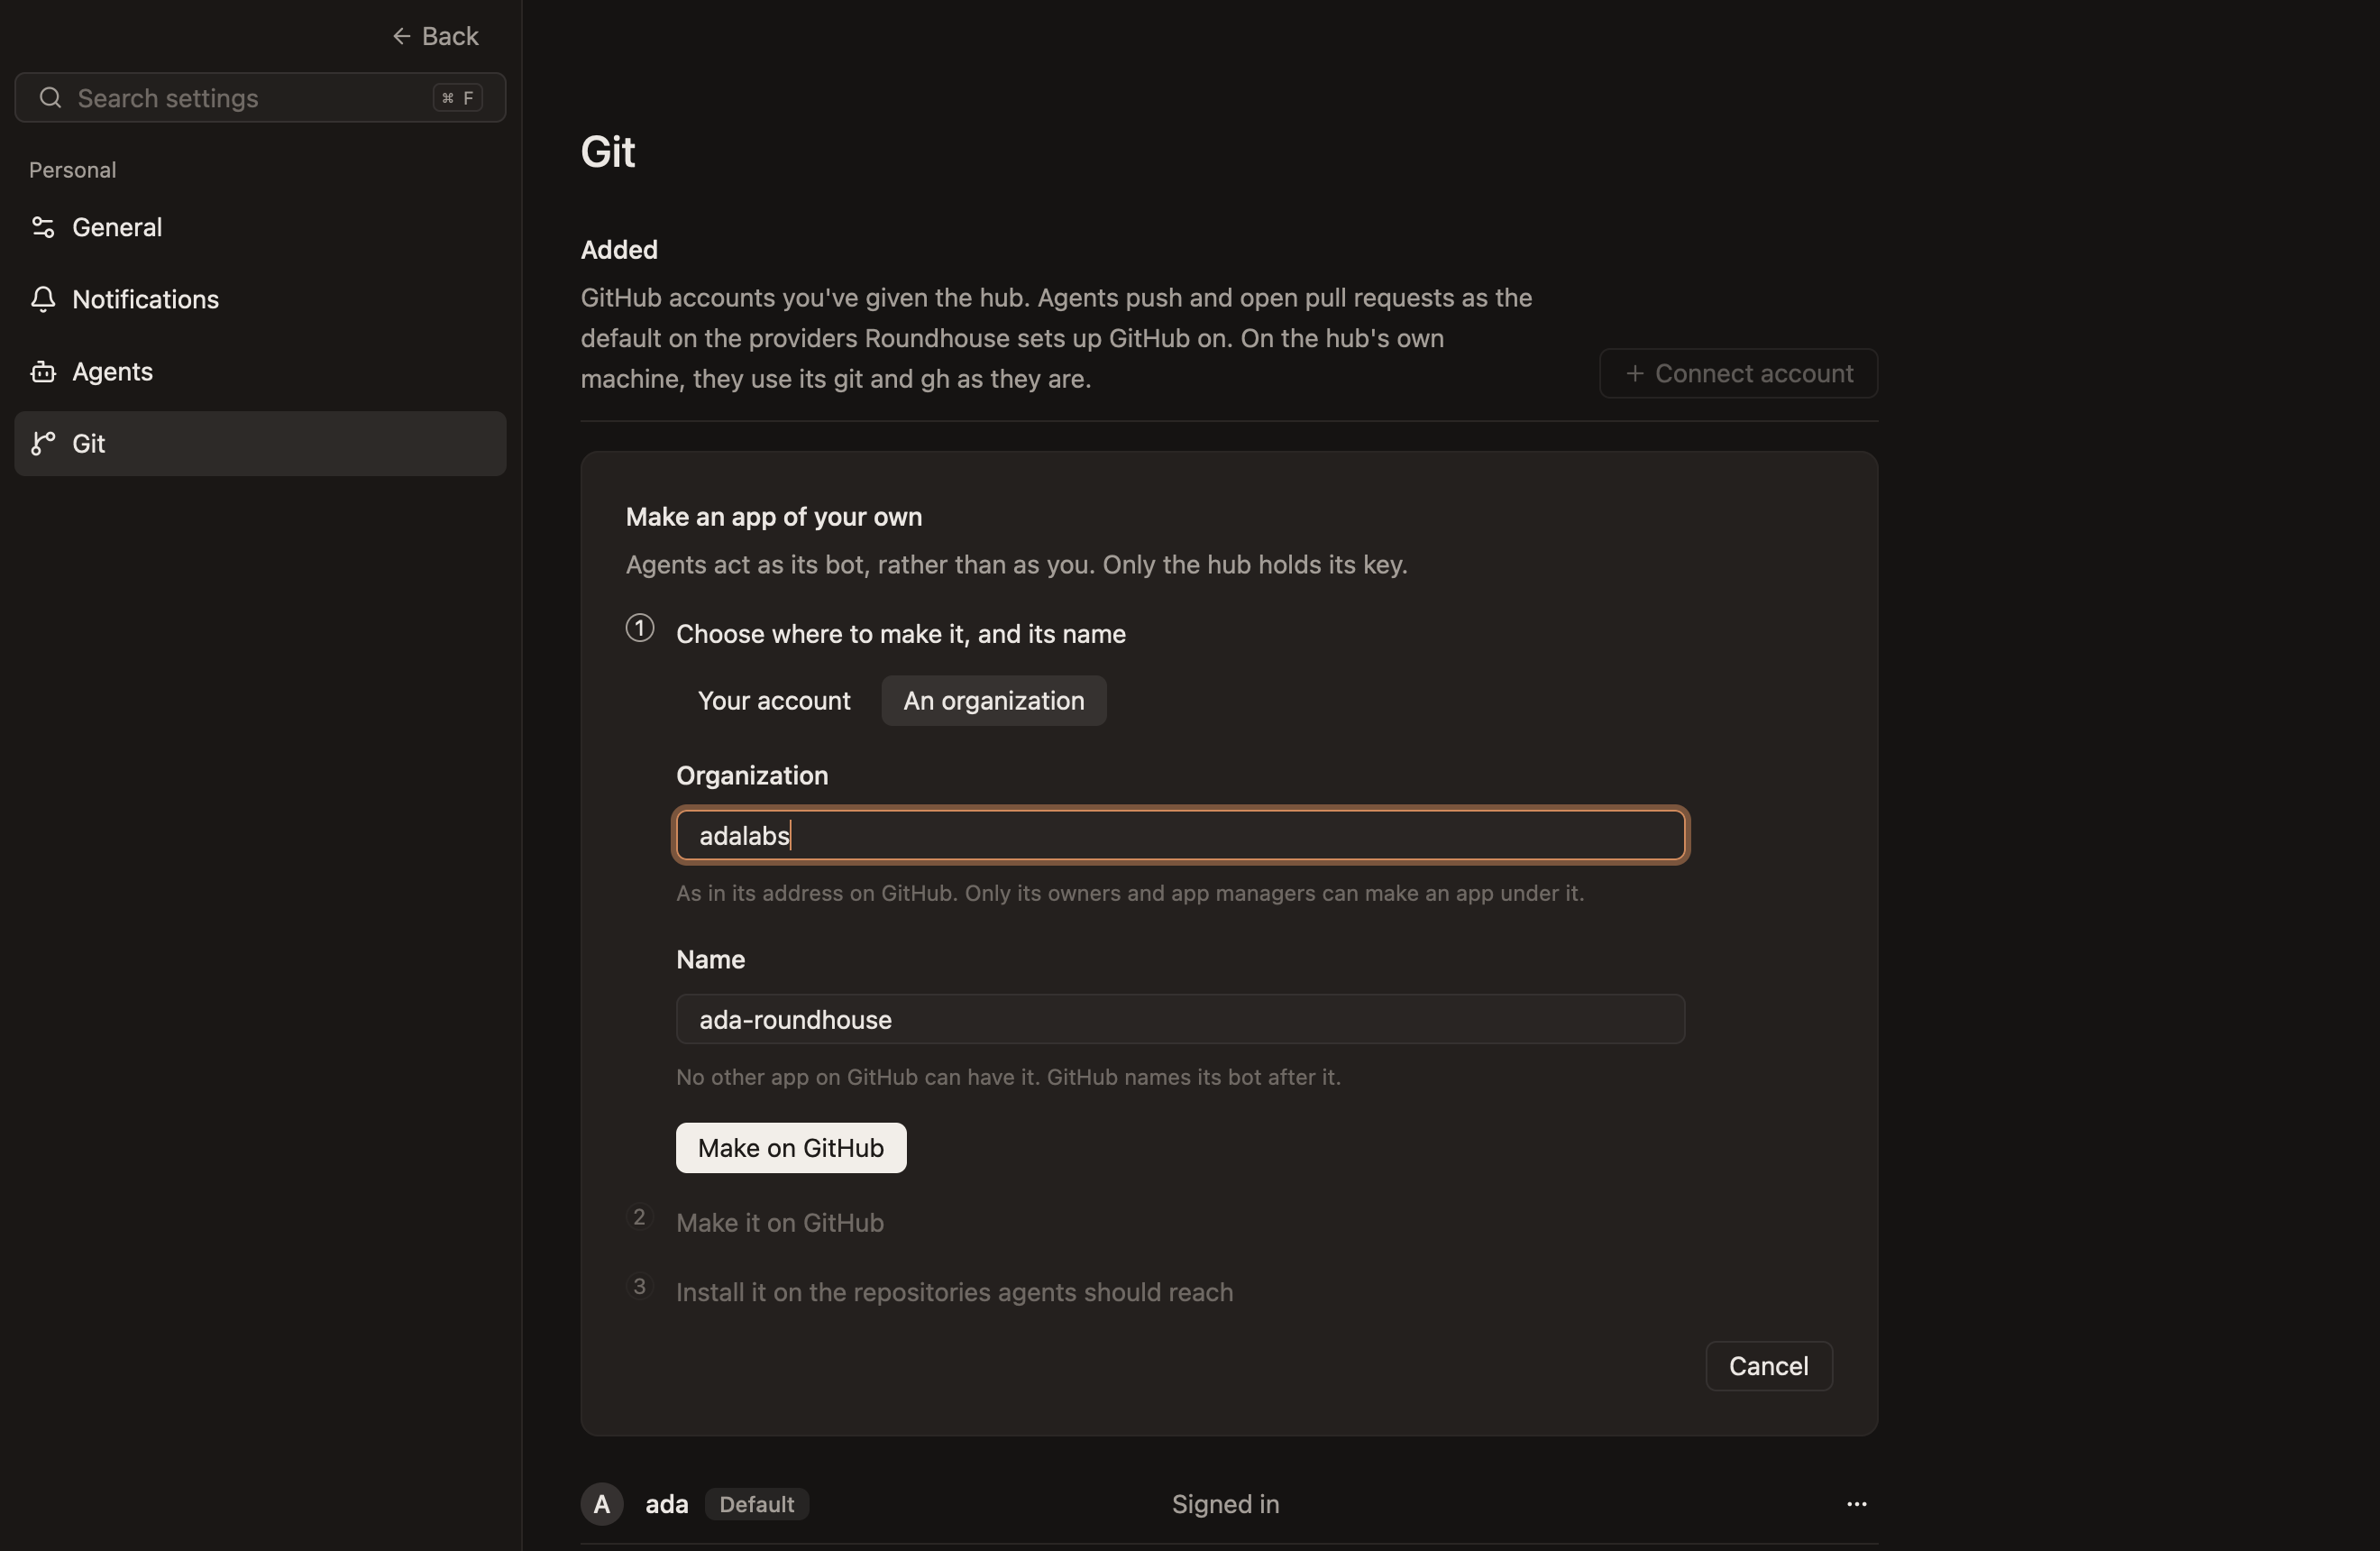 Back
Search settings
⌘ F
Personal
General
Notifications
Agents
Git
Git
Added
GitHub accounts you've given the hub. Agents push and open pull requests as the
default on the providers Roundhouse sets up GitHub on. On the hub's own
machine, they use its git and gh as they are.
+ Connect account
Make an app of your own
Agents act as its bot, rather than as you. Only the hub holds its key.
1 Choose where to make it, and its name
Your account An organization
Organization
adalabs
As in its address on GitHub. Only its owners and app managers can make an app under it.
Name
ada-roundhouse
No other app on GitHub can have it. GitHub names its bot after it.
Make on GitHub
2 Make it on GitHub
3 Install it on the repositories agents should reach
Cancel
A ada Default Signed in